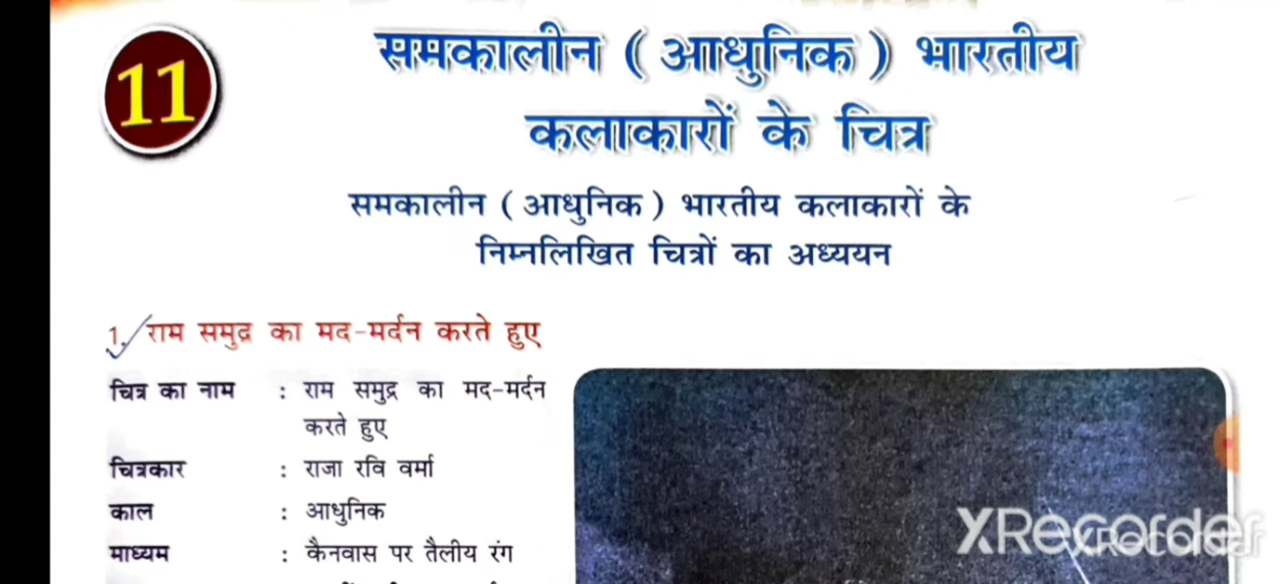 11
समकालीन ( आधुनिक ) भारतीय
कलाकारों के चित्र
समकालीन ( आधुनिक ) भारतीय कलाकारों के
निम्नलिखित चित्रों का अध्ययन
1. राम समुद्र का मद-मर्दन करते हुए
चित्र का नाम : राम समुद्र का मद-मर्दन
करते हुए
चित्रकार : राजा रवि वर्मा
काल : आधुनिक
माध्यम : कैनवास पर तैलीय रंग
XRecorder
XRecorder